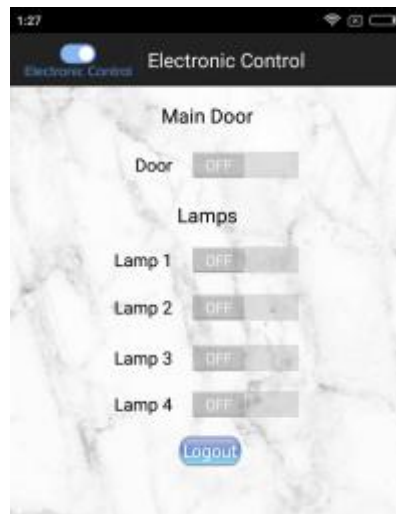 1:27
Electronic Control
Electronic Control
Main Door
Door OFF
Lamps
Lamp 1 OFF
Lamp 2 OFF
Lamp 3 OFF
Lamp 4 OFF
Logout